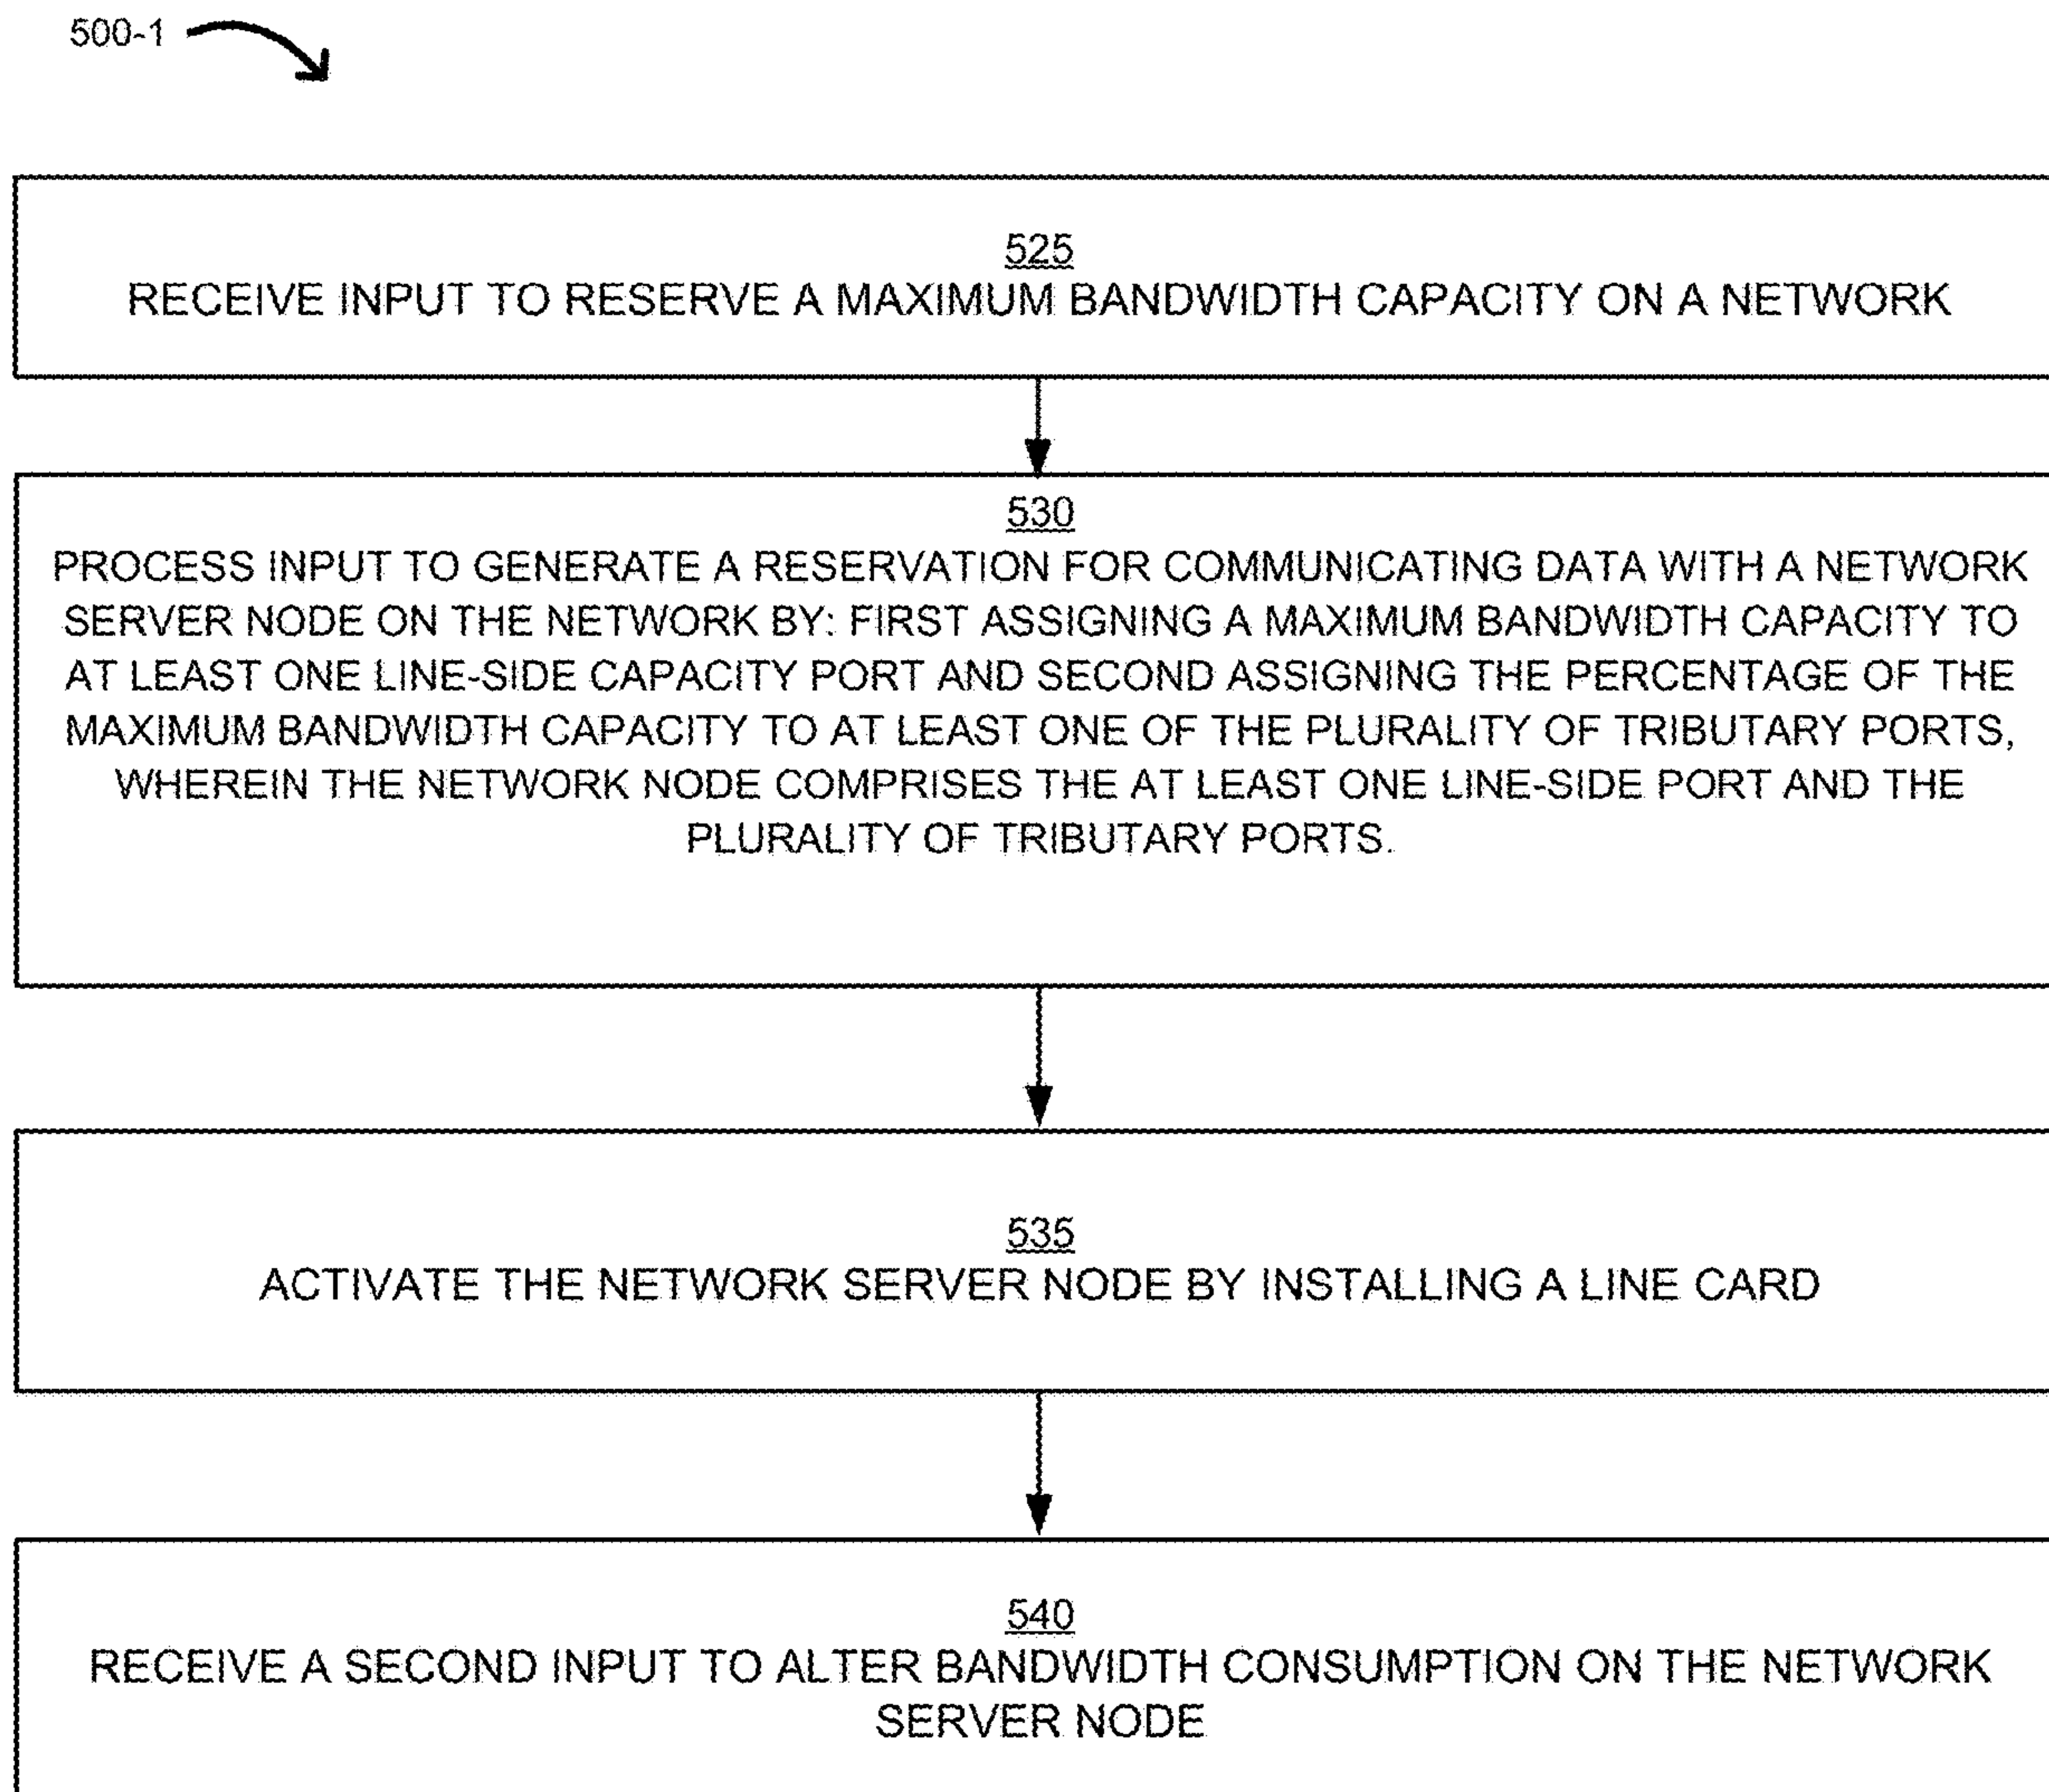 500-1
525
RECEIVE INPUT TO RESERVE A MAXIMUM BANDWIDTH CAPACITY ON A NETWORK
530
PROCESS INPUT TO GENERATE A RESERVATION FOR COMMUNICATING DATA WITH A NETWORK
SERVER NODE ON THE NETWORK BY: FIRST ASSIGNING A MAXIMUM BANDWIDTH CAPACITY TO
AT LEAST ONE LINE-SIDE CAPACITY PORT AND SECOND ASSIGNING THE PERCENTAGE OF THE
MAXIMUM BANDWIDTH CAPACITY TO AT LEAST ONE OF THE PLURALITY OF TRIBUTARY PORTS,
WHEREIN THE NETWORK NODE COMPRISES THE AT LEAST ONE LINE-SIDE PORT AND THE
PLURALITY OF TRIBUTARY PORTS.
535
ACTIVATE THE NETWORK SERVER NODE BY INSTALLING A LINE CARD
540
RECEIVE A SECOND INPUT TO ALTER BANDWIDTH CONSUMPTION ON THE NETWORK
SERVER NODE